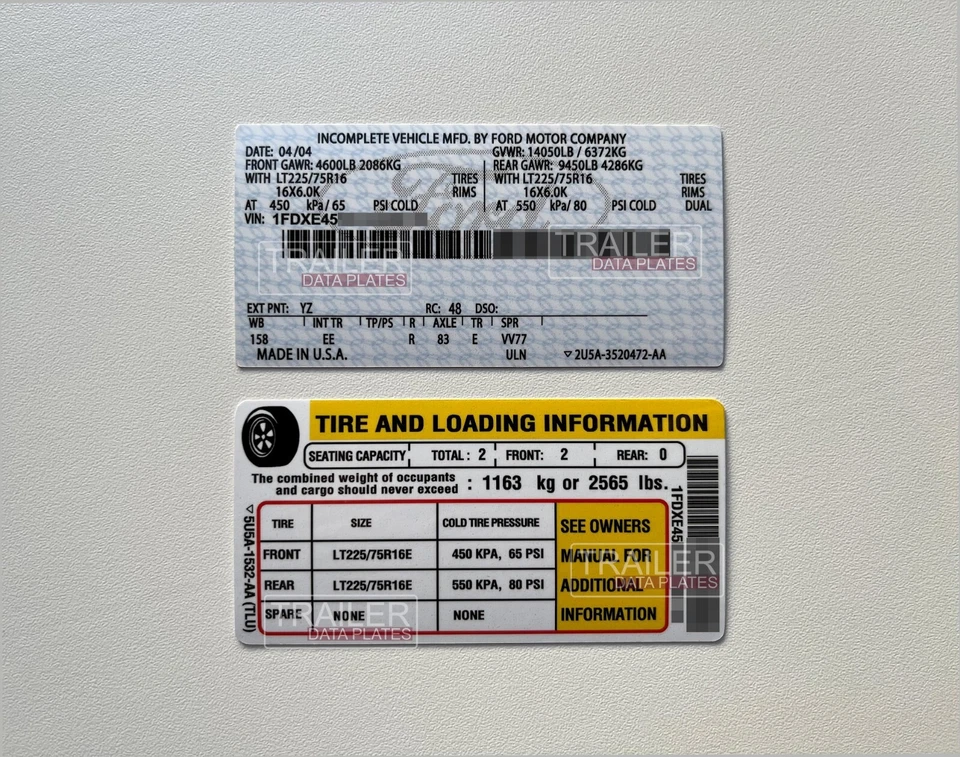 INCOMPLETE VEHICLE MFD. BY FORD MOTOR COMPANY
DATE: 04/04 GVWR: 14050LB / 6372KG
FRONT GAWR: 4600LB 2086KG REAR GAWR: 9450LB 4286KG
WITH LT225/75R16 TIRES WITH LT225/75R16 TIRES
16X6.0K RIMS 16X6.0K RIMS
AT 450 kPa/ 65 PSI COLD AT 550 kPa/ 80 PSI COLD DUAL
VIN: 1FDXE45
TRAILER TRAILER
DATA PLATES DATA PLATES
EXT PNT: YZ RC: 48 DSO:
WB INT TR TP/PS R AXLE TR SPR
158 EE R 83 E VV77
MADE IN U.S.A. ULN ▽ 2U5A-3520472-AA
TIRE AND LOADING INFORMATION
SEATING CAPACITY TOTAL: 2 FRONT: 2 REAR: 0
The combined weight of occupants
and cargo should never exceed : 1163 kg or 2565 lbs.
TIRE SIZE COLD TIRE PRESSURE SEE OWNERS
FRONT LT225/75R16E 450 KPA, 65 PSI MANUAL FOR
REAR LT225/75R16E 550 KPA, 80 PSI ADDITIONAL
SPARE NONE NONE INFORMATION
▽5U5A-1532-AA (TLU)
1FDXE45
TRAILER
DATA PLATES
TRAILER
DATA PLATES